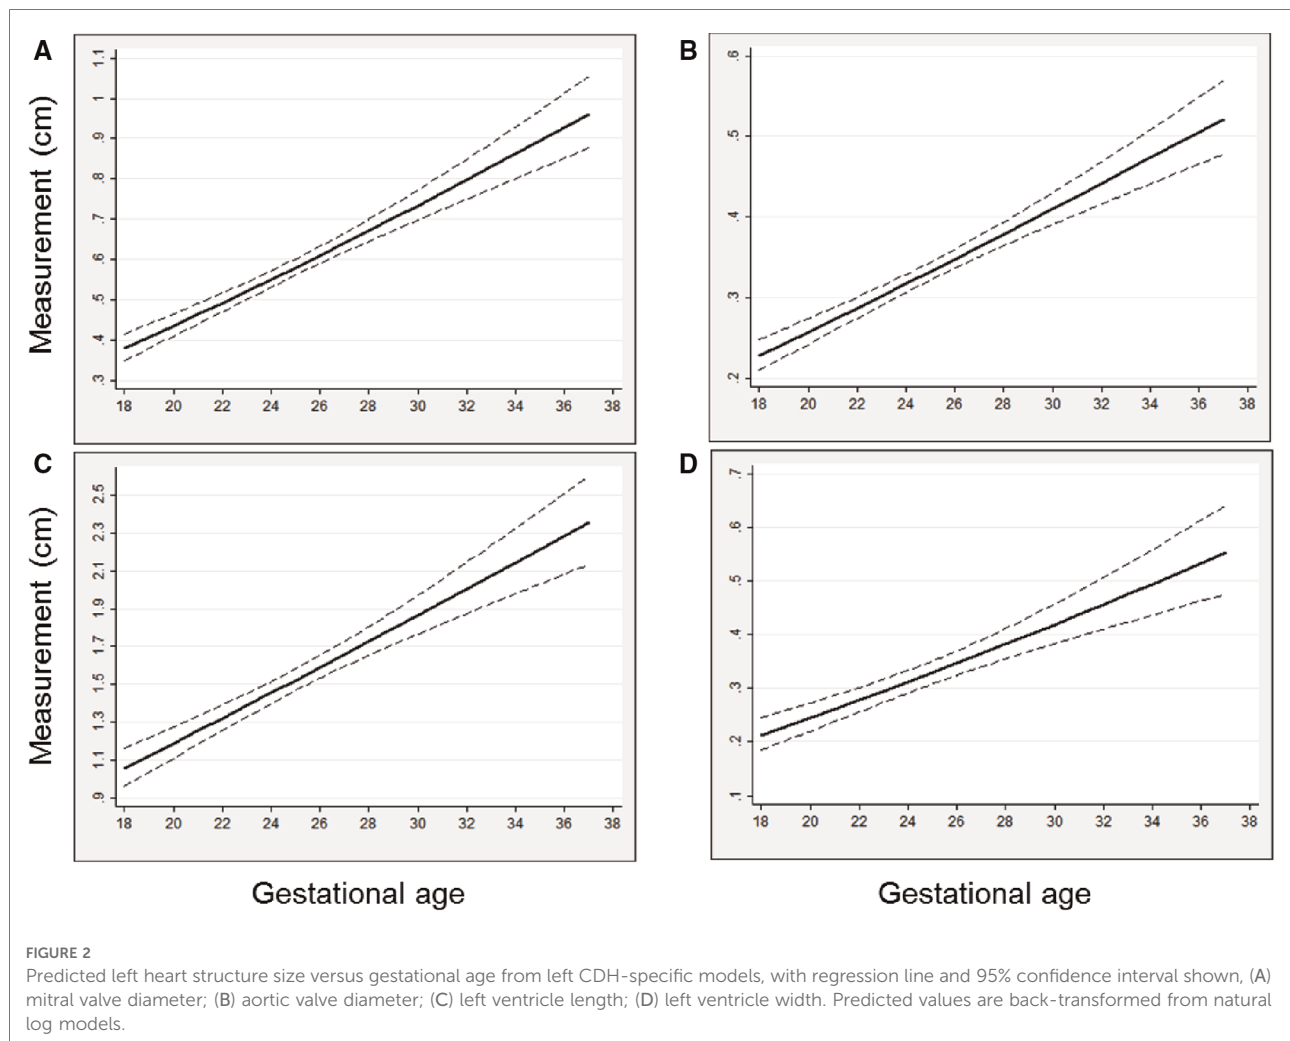 A
Measurement (cm)
1.1
1
.9
.8
.7
.6
.5
.4
.3
18 20 22 24 26 28 30 32 34 36 38
B
.6
.5
.4
.3
.2
18 20 22 24 26 28 30 32 34 36 38
C
Measurement (cm)
2.5
2.3
2.1
1.9
1.7
1.5
1.3
1.1
.9
18 20 22 24 26 28 30 32 34 36 38
Gestational age
D
.7
.6
.5
.4
.3
.2
.1
18 20 22 24 26 28 30 32 34 36 38
Gestational age
FIGURE 2
Predicted left heart structure size versus gestational age from left CDH-specific models, with regression line and 95% confidence interval shown, (A)
mitral valve diameter; (B) aortic valve diameter; (C) left ventricle length; (D) left ventricle width. Predicted values are back-transformed from natural
log models.